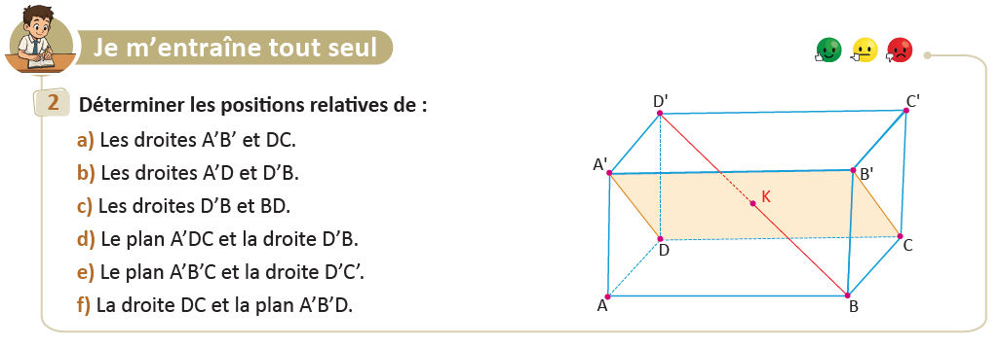 Je m’entraîne tout seul
2 Déterminer les positions relatives de :
a) Les droites A’B’ et DC.
b) Les droites A’D et D’B.
c) Les droites D’B et BD.
d) Le plan A’DC et la droite D’B.
e) Le plan A’B’C et la droite D’C’.
f) La droite DC et la plan A’B’D.
D'
C'
A'
B'
K
D
C
A
B